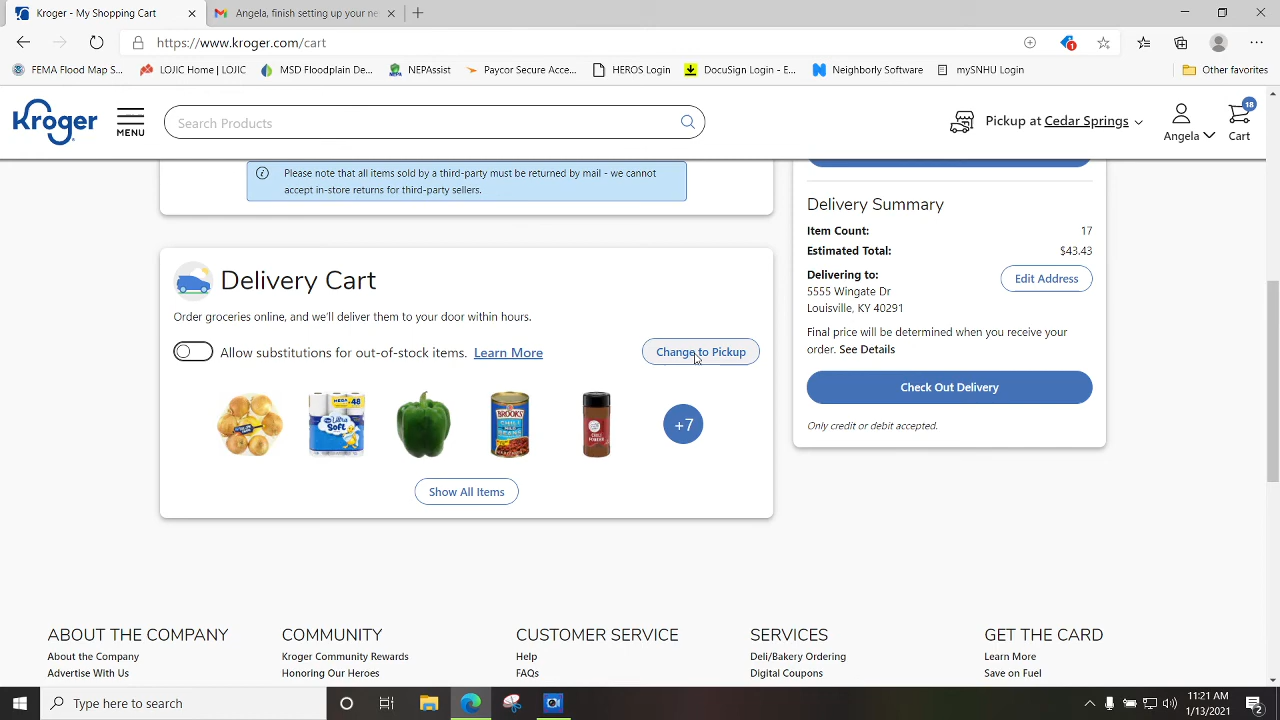 Kroger - My Shopping Cart
Angela, finish setting up your ne
https://www.kroger.com/cart
1
FEMA Flood Map S...
LOJIC Home | LOJIC
MSD Floodplain De...
NEPAssist
Paycor Secure Acce...
HEROS Login
DocuSign Login - E...
Neighborly Software
mySNHU Login
Other favorites
Kroger
MENU
Search Products
Pickup at Cedar Springs
Angela
18
Cart
Please note that all items sold by a third-party must be returned by mail - we cannot
accept in-store returns for third-party sellers.
Delivery Cart
Order groceries online, and we'll deliver them to your door within hours.
Allow substitutions for out-of-stock items. Learn More
Change to Pickup
MEGA 48
Ultra
Soft
BROOKS
+7
Show All Items
Delivery Summary
Item Count: 17
Estimated Total: $43.43
Delivering to:
Edit Address
5555 Wingate Dr
Louisville, KY 40291
Final price will be determined when you receive your
order. See Details
Check Out Delivery
Only credit or debit accepted.
ABOUT THE COMPANY
About the Company
Advertise With Us
COMMUNITY
Kroger Community Rewards
Honoring Our Heroes
CUSTOMER SERVICE
Help
FAQs
SERVICES
Deli/Bakery Ordering
Digital Coupons
GET THE CARD
Learn More
Save on Fuel
Type here to search
11:21 AM
1/13/2021
2